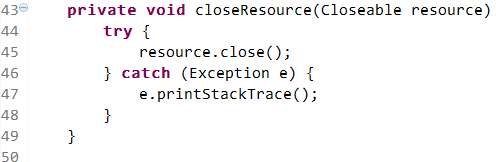 43 private void closeResource(Closeable resource)
44 try {
45 resource.close();
46 } catch (Exception e) {
47 e.printStackTrace();
48 }
49 }
50